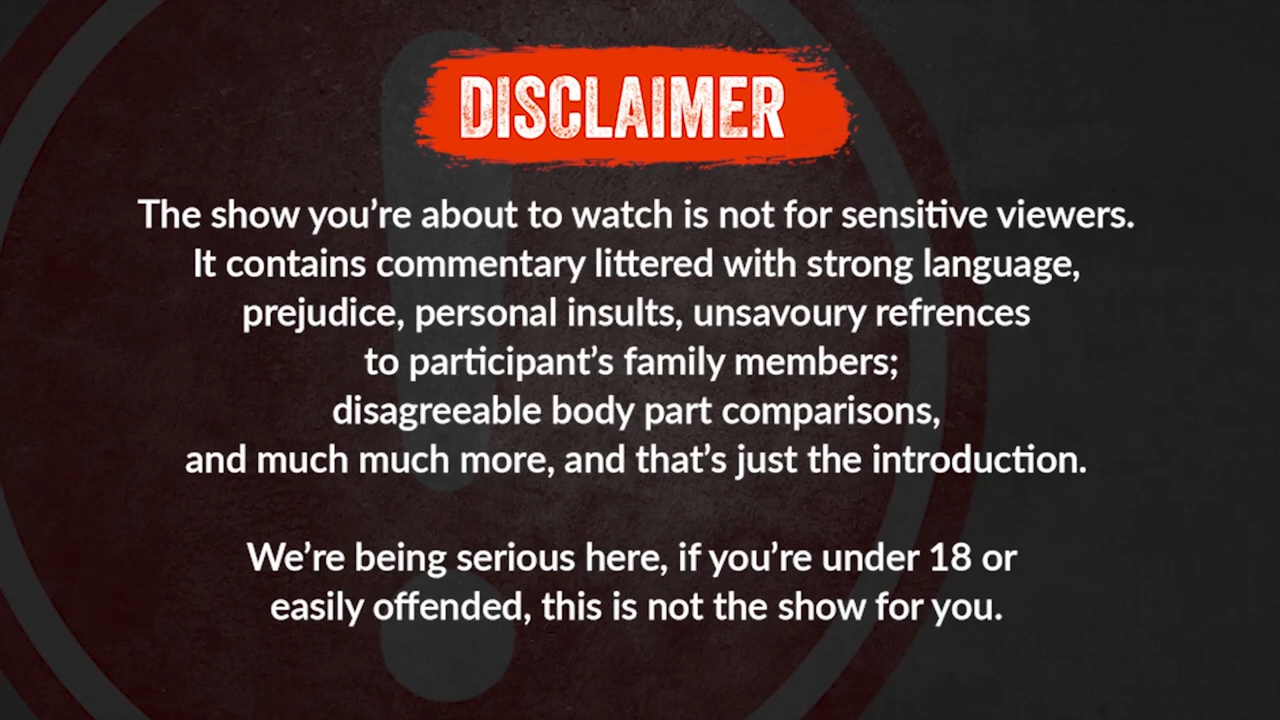 DISCLAIMER
The show you’re about to watch is not for sensitive viewers.
It contains commentary littered with strong language,
prejudice, personal insults, unsavoury refrences
to participant’s family members;
disagreeable body part comparisons,
and much much more, and that’s just the introduction.
We’re being serious here, if you’re under 18 or
easily offended, this is not the show for you.